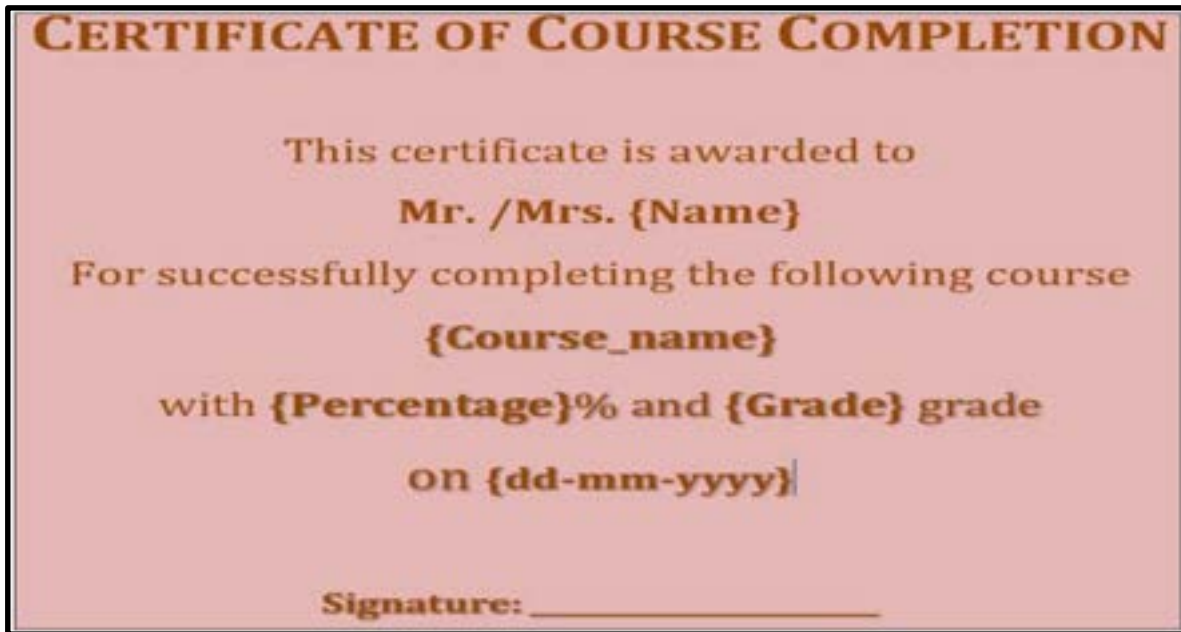 CERTIFICATE OF COURSE COMPLETION
This certificate is awarded to
Mr. /Mrs. {Name}
For successfully completing the following course
{Course_name}
with {Percentage}% and {Grade} grade
on {dd-mm-yyyy}
Signature: ____________________